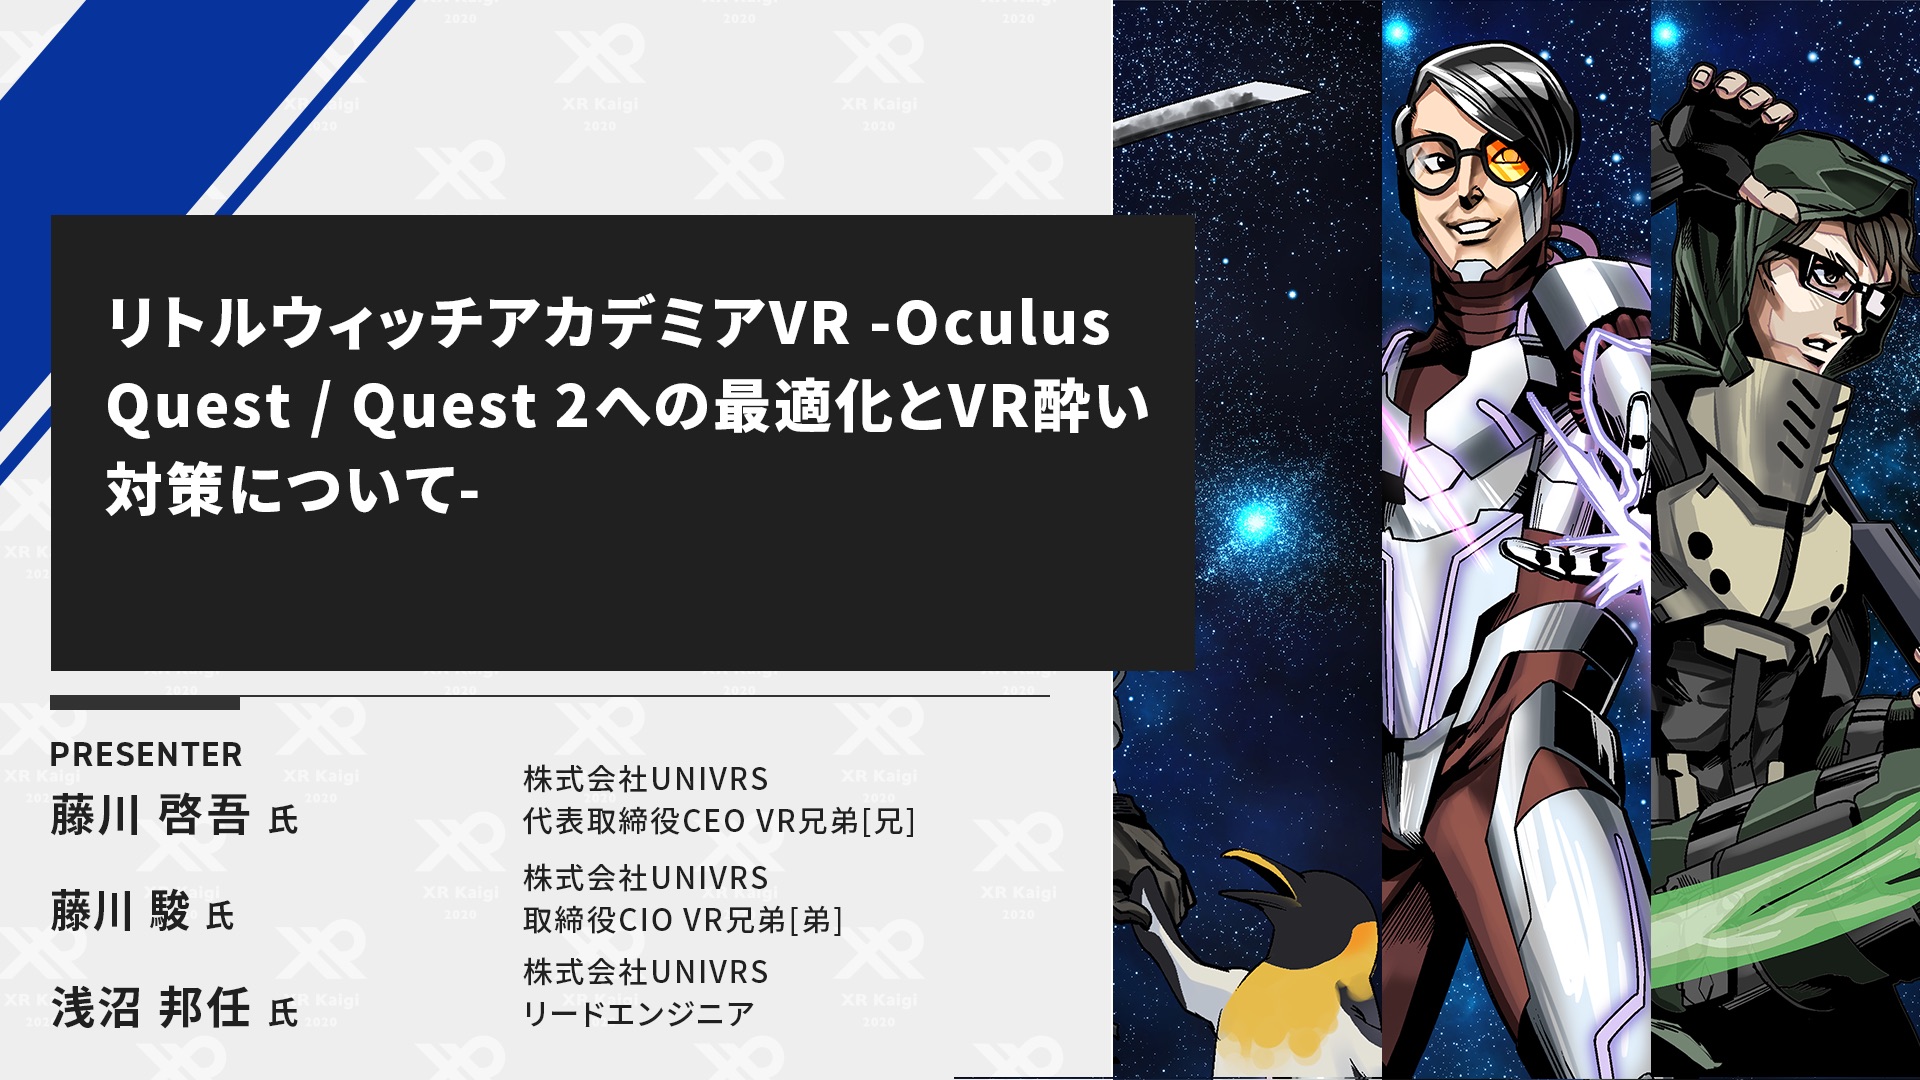 リトルウィッチアカデミアVR -Oculus
Quest / Quest 2への最適化とVR酔い
対策について-
PRESENTER
藤川 啓吾 氏
株式会社UNIVRS
代表取締役CEO VR兄弟[兄]
藤川 駿 氏
株式会社UNIVRS
取締役CIO VR兄弟[弟]
浅沼 邦任 氏
株式会社UNIVRS
リードエンジニア
XR Kaigi
2020